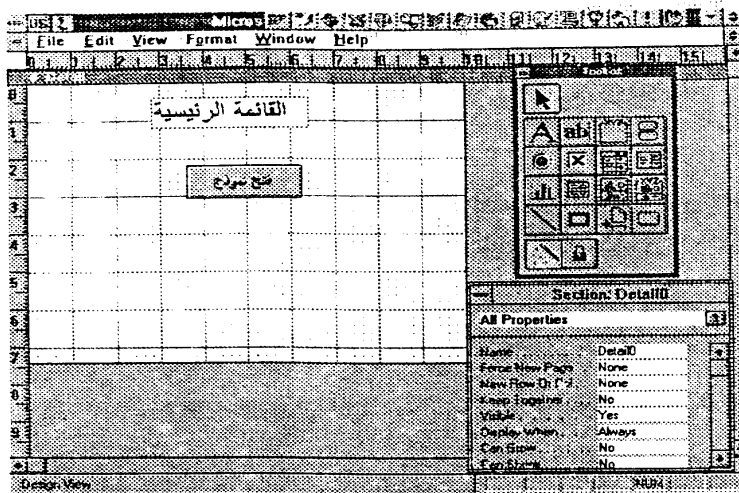 Micros
File Edit View Format Window Help
القائمة الرئيسية
فتح نموذج
Section: Detail0
All Properties
Name Detail0
Force New Page None
New Row Or Col None
Keep Together No
Visible Yes
Display When Always
Can Grow No
Can Shrink No
Design View NUM